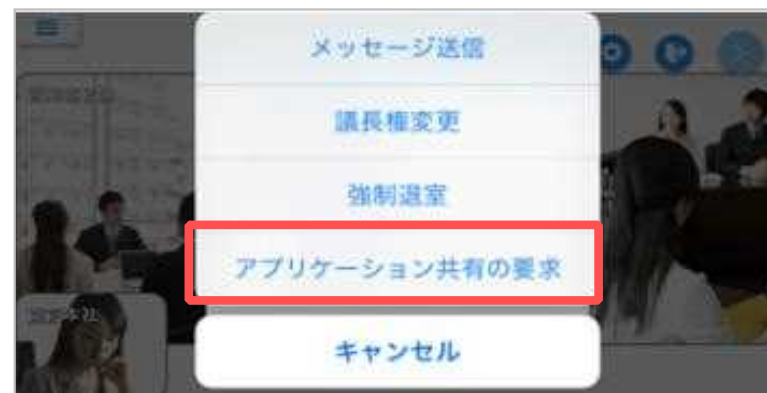 メッセージ送信
議長権変更
強制退室
アプリケーション共有の要求
キャンセル